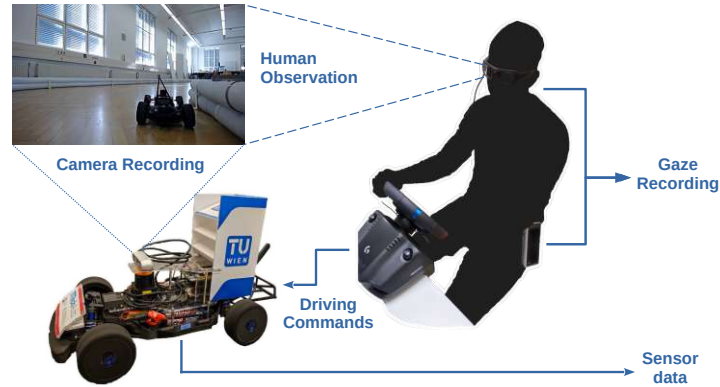 Human
Observation
Camera Recording
Gaze
Recording
TU
WIEN
Driving
Commands
Sensor
data